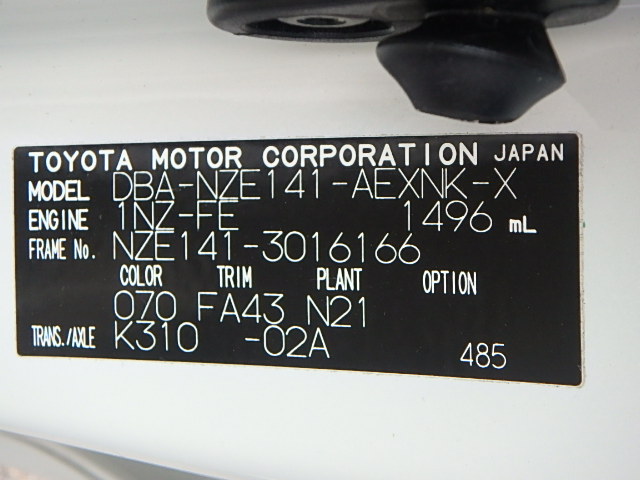 TOYOTA MOTOR CORPORATION JAPAN
MODEL DBA-NZE141-AEXNK-X
ENGINE 1NZ-FE 1496 mL
FRAME No. NZE141-3016166
COLOR TRIM PLANT OPTION
070 FA43 N21
TRANS./AXLE K310 -02A
485